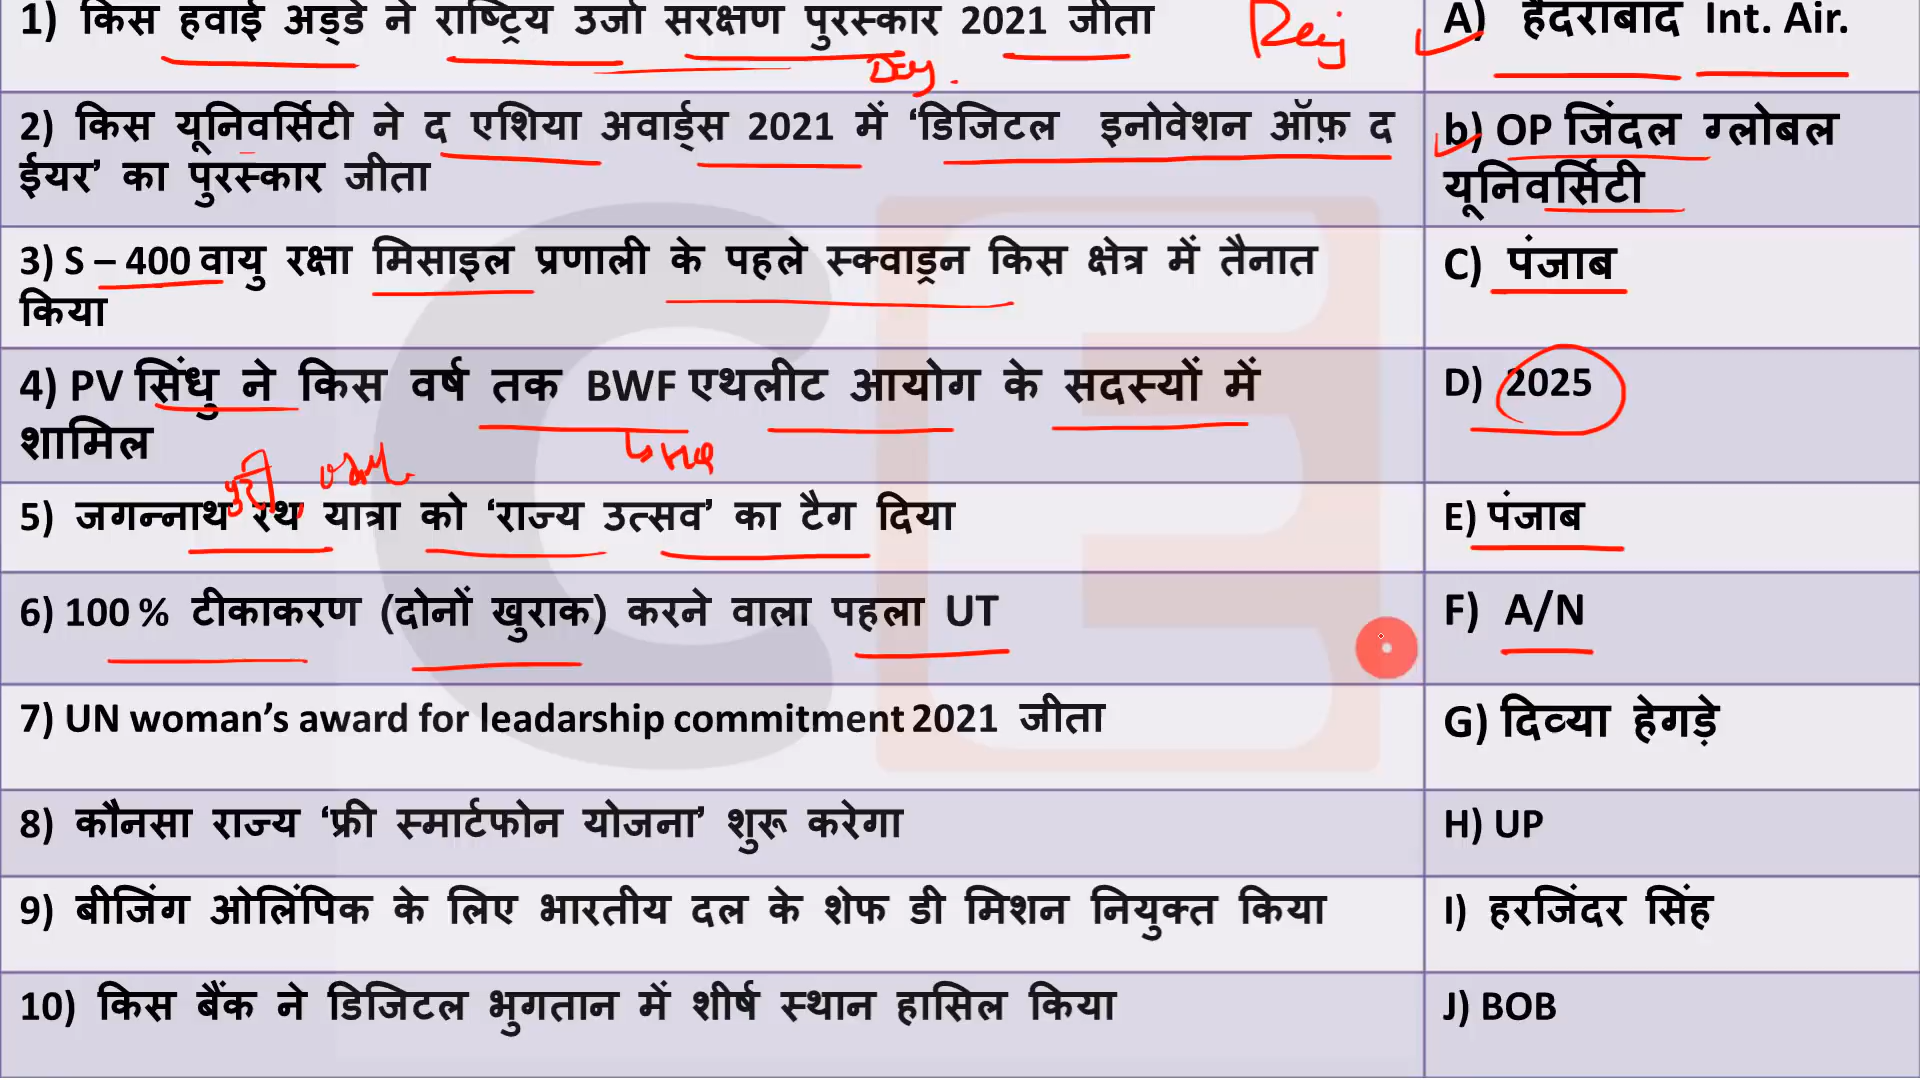 1) किस हवाई अड्डे ने राष्ट्रिय उर्जा सरक्षण पुरस्कार 2021 जीता
A) हैदराबाद Int. Air.
2) किस यूनिवर्सिटी ने द एशिया अवार्ड्स 2021 में ‘डिजिटल इनोवेशन ऑफ़ द
ईयर’ का पुरस्कार जीता
b) OP जिंदल ग्लोबल
यूनिवर्सिटी
3) S – 400 वायु रक्षा मिसाइल प्रणाली के पहले स्क्वाड्रन किस क्षेत्र में तैनात
किया
C) पंजाब
4) PV सिंधु ने किस वर्ष तक BWF एथलीट आयोग के सदस्यों में
शामिल
D) 2025
5) जगन्नाथ रथ यात्रा को ‘राज्य उत्सव’ का टैग दिया
E) पंजाब
6) 100 % टीकाकरण (दोनों खुराक) करने वाला पहला UT
F) A/N
7) UN woman’s award for leadarship commitment 2021 जीता
G) दिव्या हेगड़े
8) कौनसा राज्य ‘फ्री स्मार्टफोन योजना’ शुरू करेगा
H) UP
9) बीजिंग ओलिंपिक के लिए भारतीय दल के शेफ डी मिशन नियुक्त किया
I) हरजिंदर सिंह
10) किस बैंक ने डिजिटल भुगतान में शीर्ष स्थान हासिल किया
J) BOB